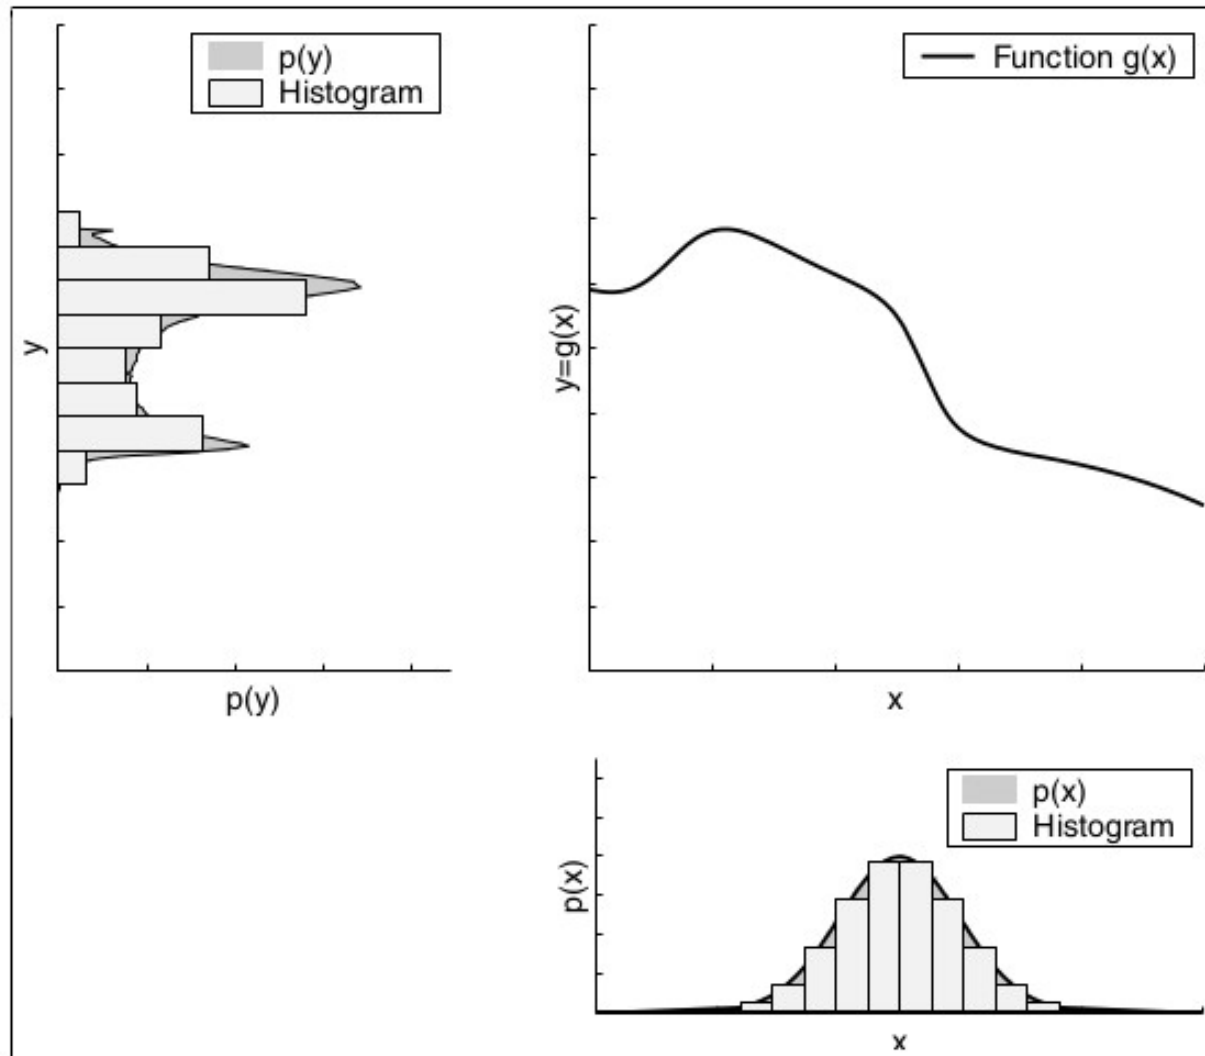 p(y)
Histogram
y
p(y)
Function g(x)
y=g(x)
x
p(x)
Histogram
p(x)
x